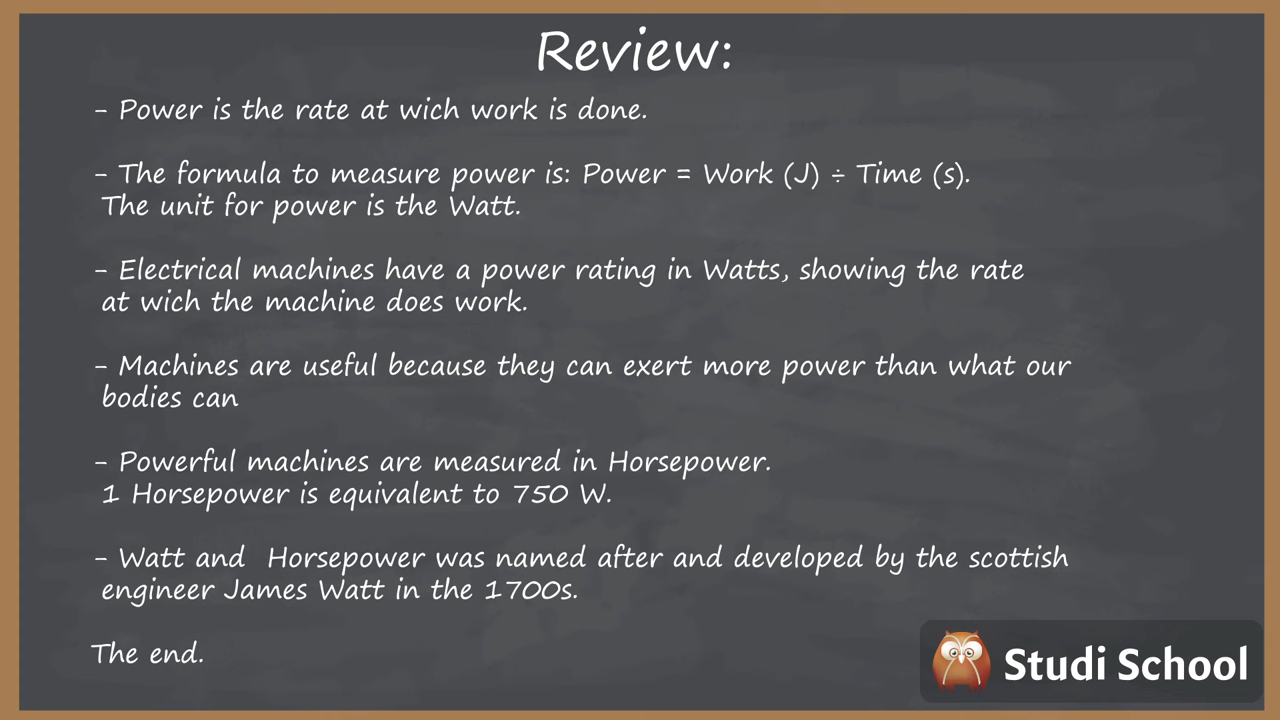 Review:
- Power is the rate at wich work is done.
- The formula to measure power is: Power = Work (J) ÷ Time (s).
The unit for power is the Watt.
- Electrical machines have a power rating in Watts, showing the rate
at wich the machine does work.
- Machines are useful because they can exert more power than what our
bodies can
- Powerful machines are measured in Horsepower.
1 Horsepower is equivalent to 750 W.
- Watt and  Horsepower was named after and developed by the scottish
engineer James Watt in the 1700s.
The end.
Studi School